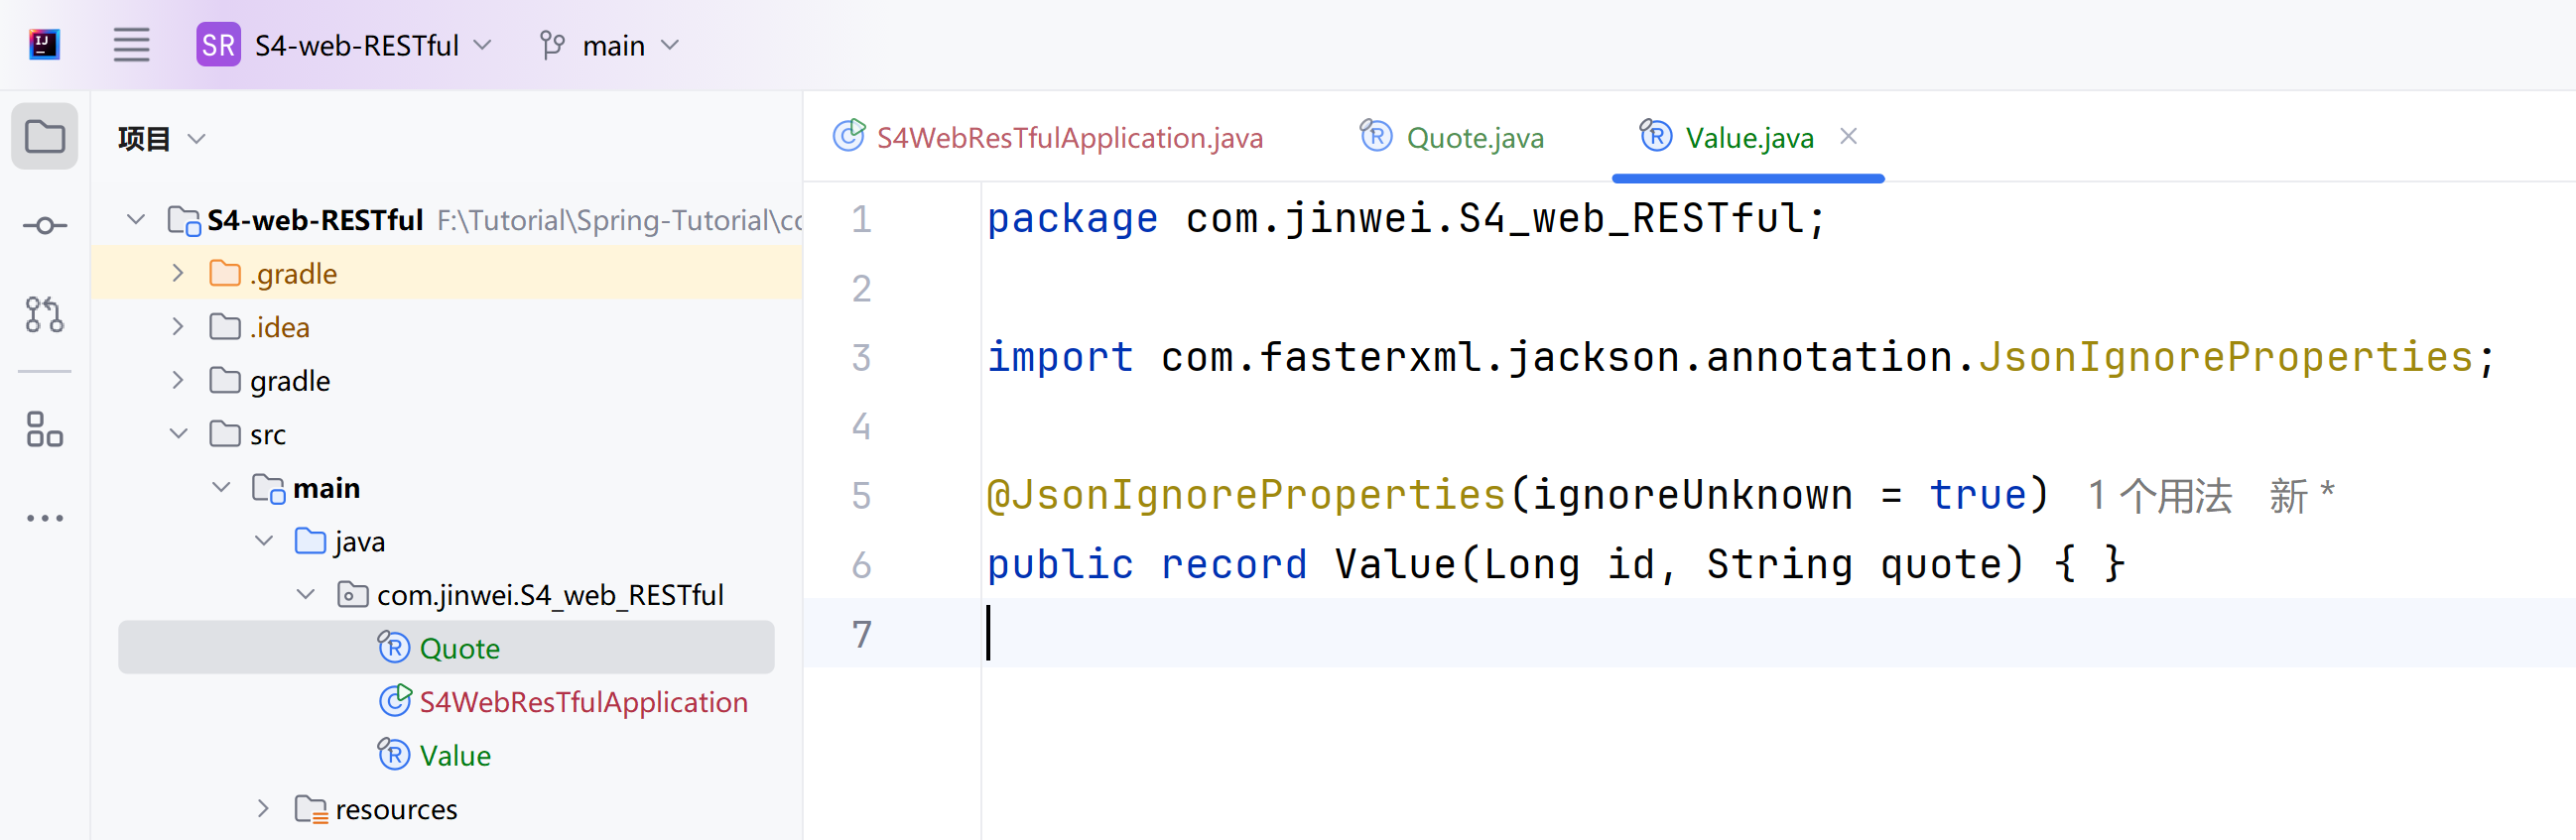 IJ
SR S4-web-RESTful main
项目
S4-web-RESTful F:\Tutorial\Spring-Tutorial\co
.gradle
.idea
gradle
src
main
java
com.jinwei.S4_web_RESTful
Quote
S4WebResTfulApplication
Value
resources
S4WebResTfulApplication.java Quote.java Value.java
1 package com.jinwei.S4_web_RESTful;
2
3 import com.fasterxml.jackson.annotation.JsonIgnoreProperties;
4
5 @JsonIgnoreProperties(ignoreUnknown = true) 1 个用法 新 *
6 public record Value(Long id, String quote) { }
7